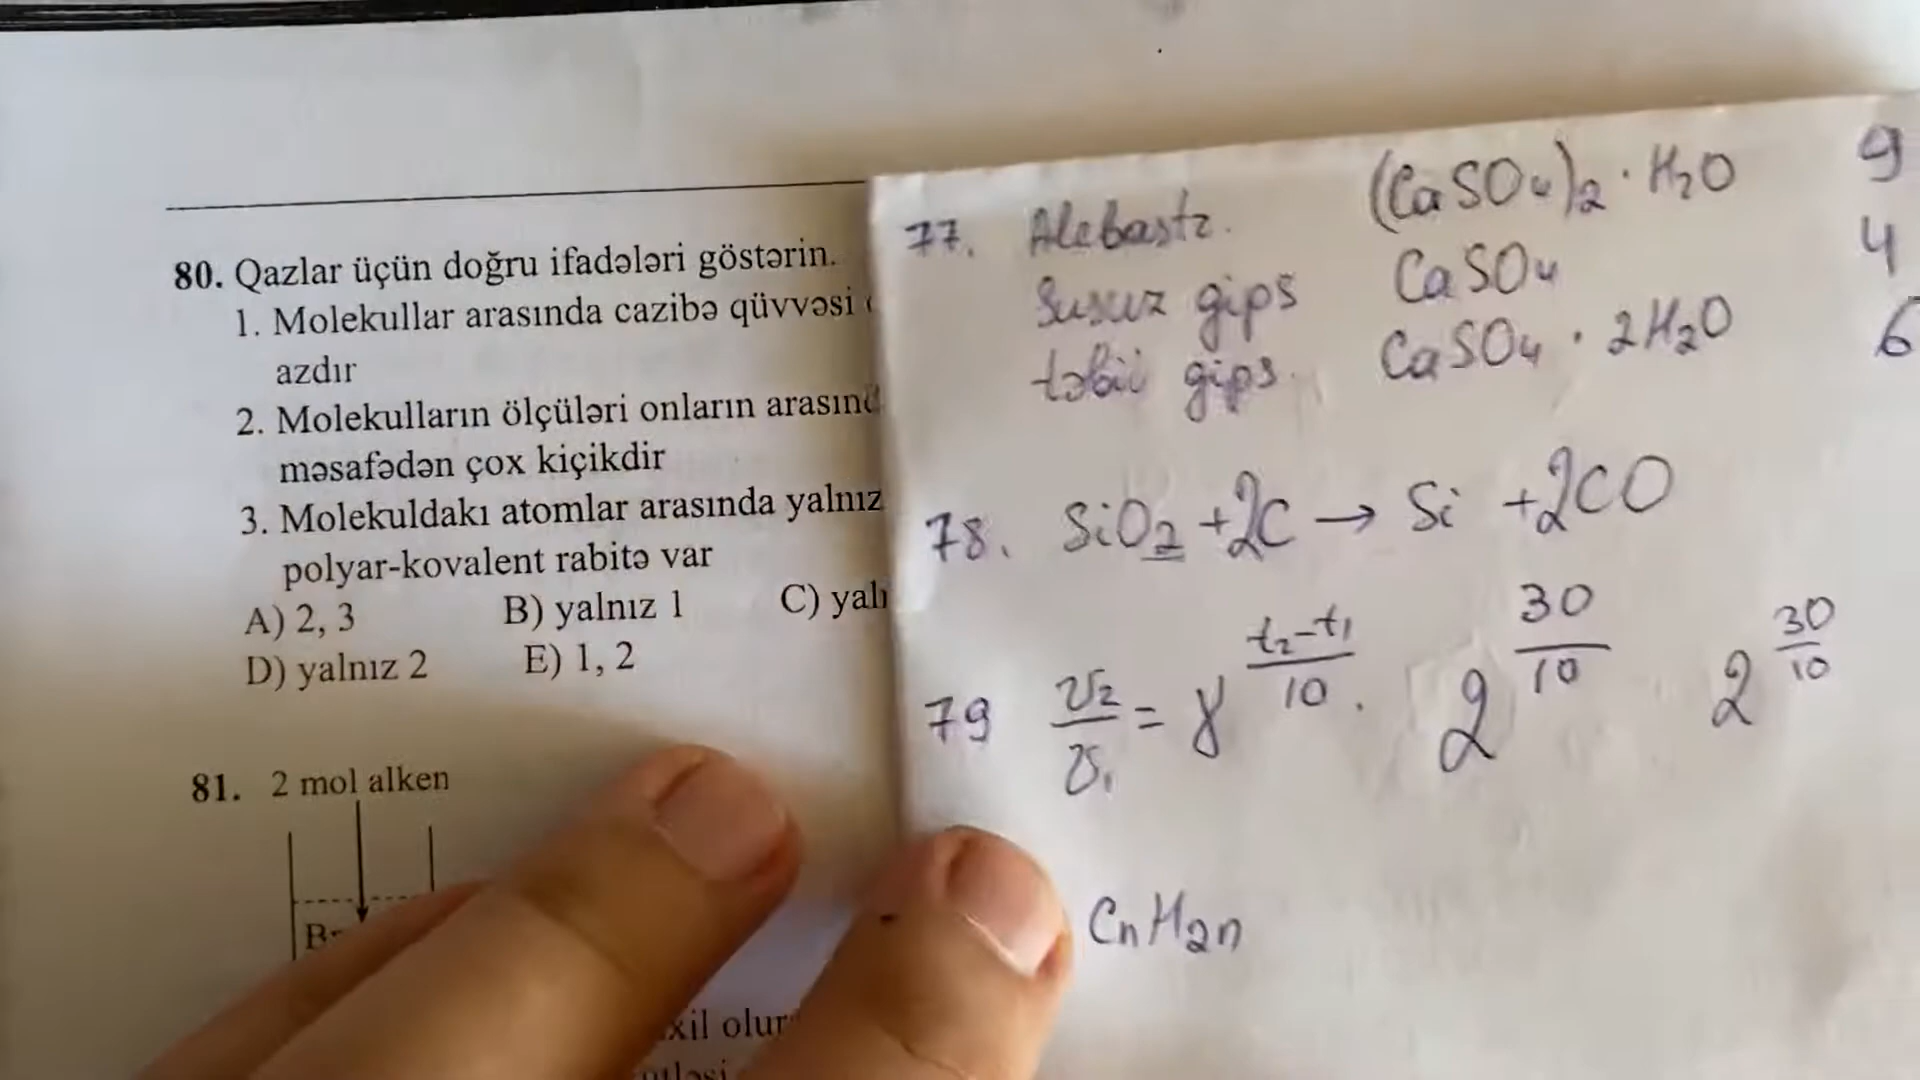 80. Qazlar üçün doğru ifadələri göstərin.
1. Molekullar arasında cazibə qüvvəsi
azdır
2. Molekulların ölçüləri onların
məsafədən çox kiçikdir
3. Molekuldakı atomlar arasında yalnız
polyar-kovalent rabitə var
A) 2, 3 B) yalnız 1 C)
D) yalnız 2 E) 1, 2
81. 2 mol alken
olur
77. Alebastr. (CaSO₄)₂ · H₂O 9
Susuz gips CaSO₄ 4
təbii gips. CaSO₄ · 2H₂O 6
78. SiO₂ + 2C → Si + 2CO
79 v₂/v₁ = γ^((t₂-t₁)/10) . 2^(30/10) 2^(30/10)
CnH2n